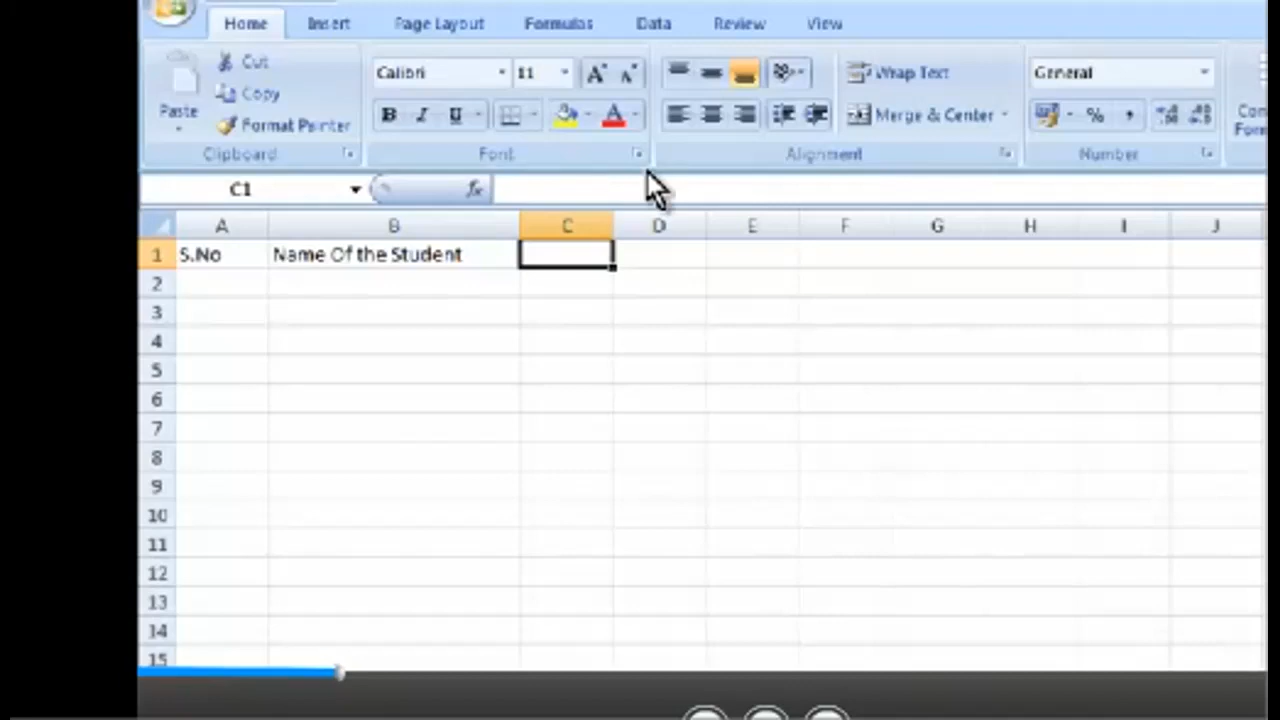 Home Insert Page Layout Formulas Data Review View
Cut
Calibri 11 Wrap Text General
Copy
Paste
Format Painter B I U A Merge & Center % ,
Clipboard Font Alignment Number
C1 fx
A B C D E F G H I J
1 S.No Name Of the Student
2
3
4
5
6
7
8
9
10
11
12
13
14
15